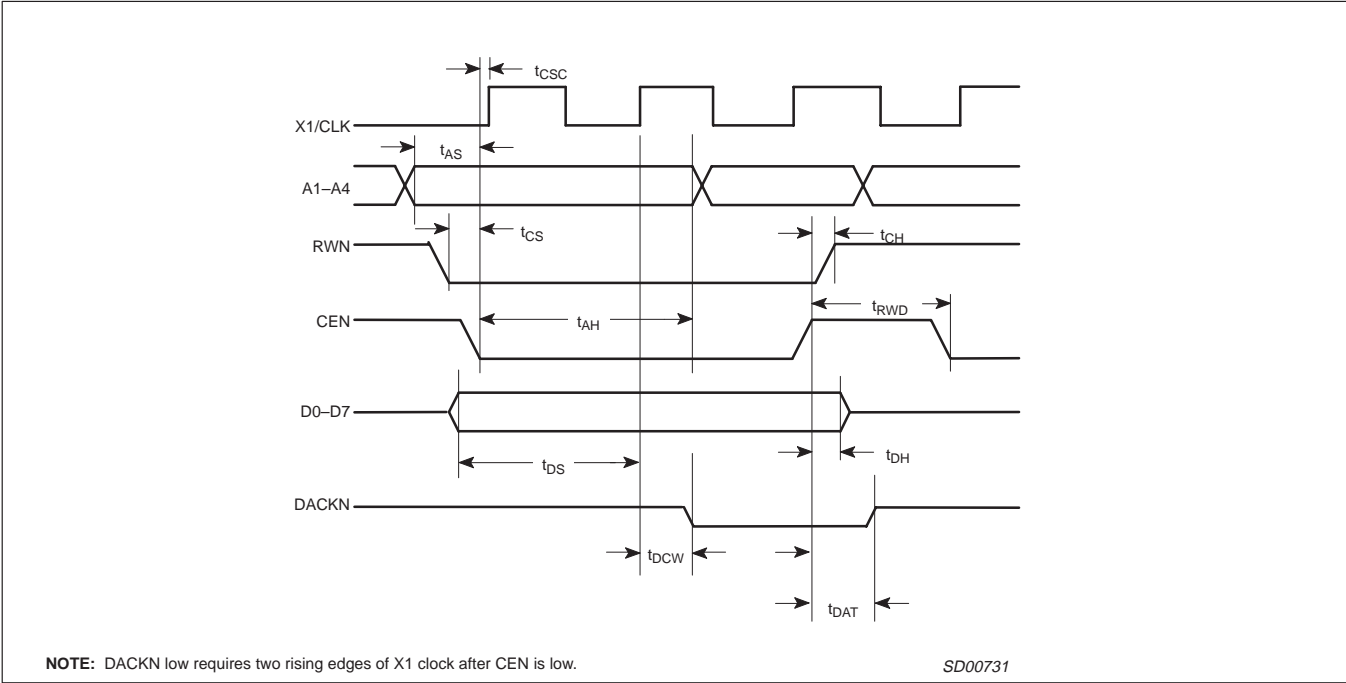 tCSC
X1/CLK
tAS
A1–A4
tCS
tCH
RWN
tRWD
CEN
tAH
D0–D7
tDH
tDS
DACKN
tDCW
tDAT
NOTE: DACKN low requires two rising edges of X1 clock after CEN is low.
SD00731